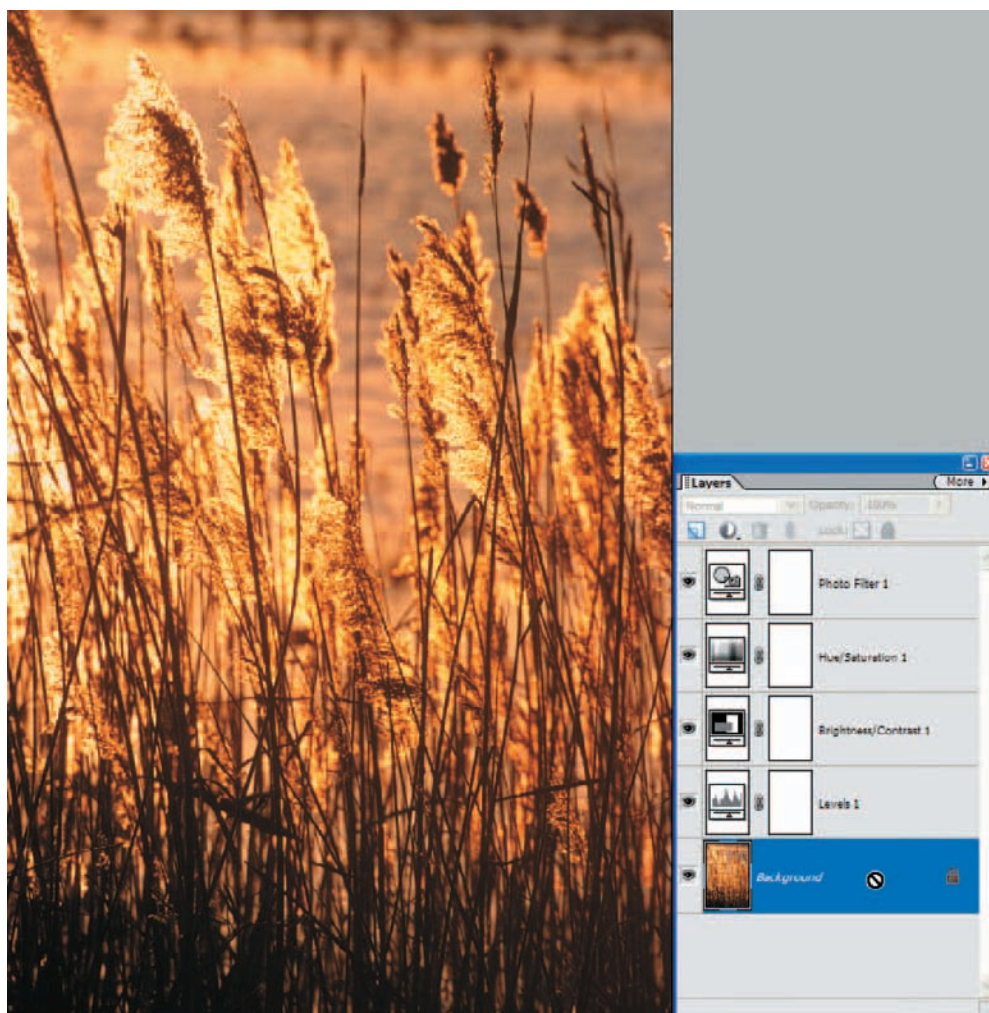 Layers
More
Normal Opacity: 100%
Lock:
Photo Filter 1
Hue/Saturation 1
Brightness/Contrast 1
Levels 1
Background